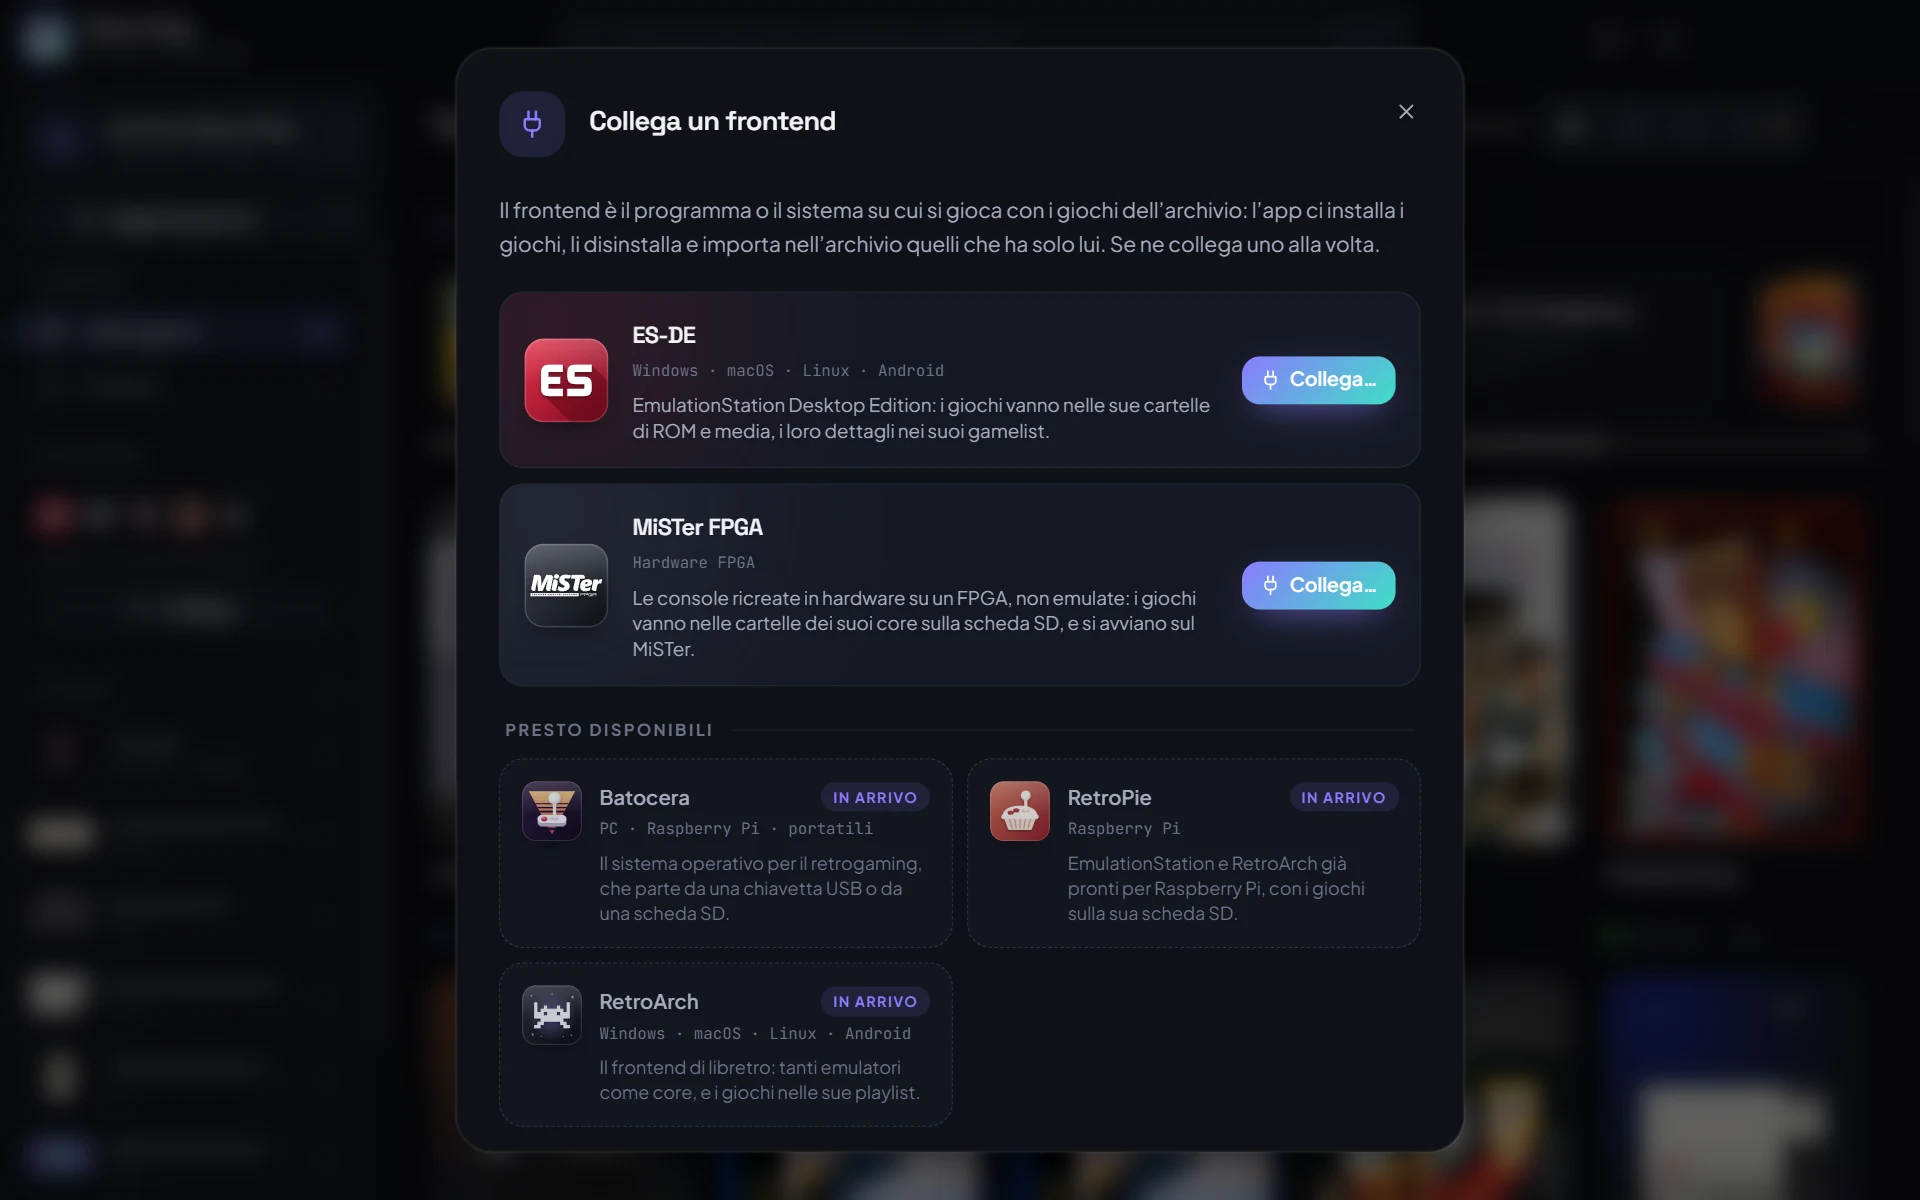 Collega un frontend
Il frontend è il programma o il sistema su cui si gioca con i giochi dell’archivio: l’app ci installa i
giochi, li disinstalla e importa nell’archivio quelli che ha solo lui. Se ne collega uno alla volta.
ES
ES-DE
Windows · macOS · Linux · Android
EmulationStation Desktop Edition: i giochi vanno nelle sue cartelle
di ROM e media, i loro dettagli nei suoi gamelist.
Collega…
MiSTer
MiSTer FPGA
Hardware FPGA
Le console ricreate in hardware su un FPGA, non emulate: i giochi
vanno nelle cartelle dei suoi core sulla scheda SD, e si avviano sul
MiSTer.
Collega…
PRESTO DISPONIBILI
Batocera
IN ARRIVO
PC · Raspberry Pi · portatili
Il sistema operativo per il retrogaming,
che parte da una chiavetta USB o da
una scheda SD.
RetroPie
IN ARRIVO
Raspberry Pi
EmulationStation e RetroArch già
pronti per Raspberry Pi, con i giochi
sulla sua scheda SD.
RetroArch
IN ARRIVO
Windows · macOS · Linux · Android
Il frontend di libretro: tanti emulatori
come core, e i giochi nelle sue playlist.